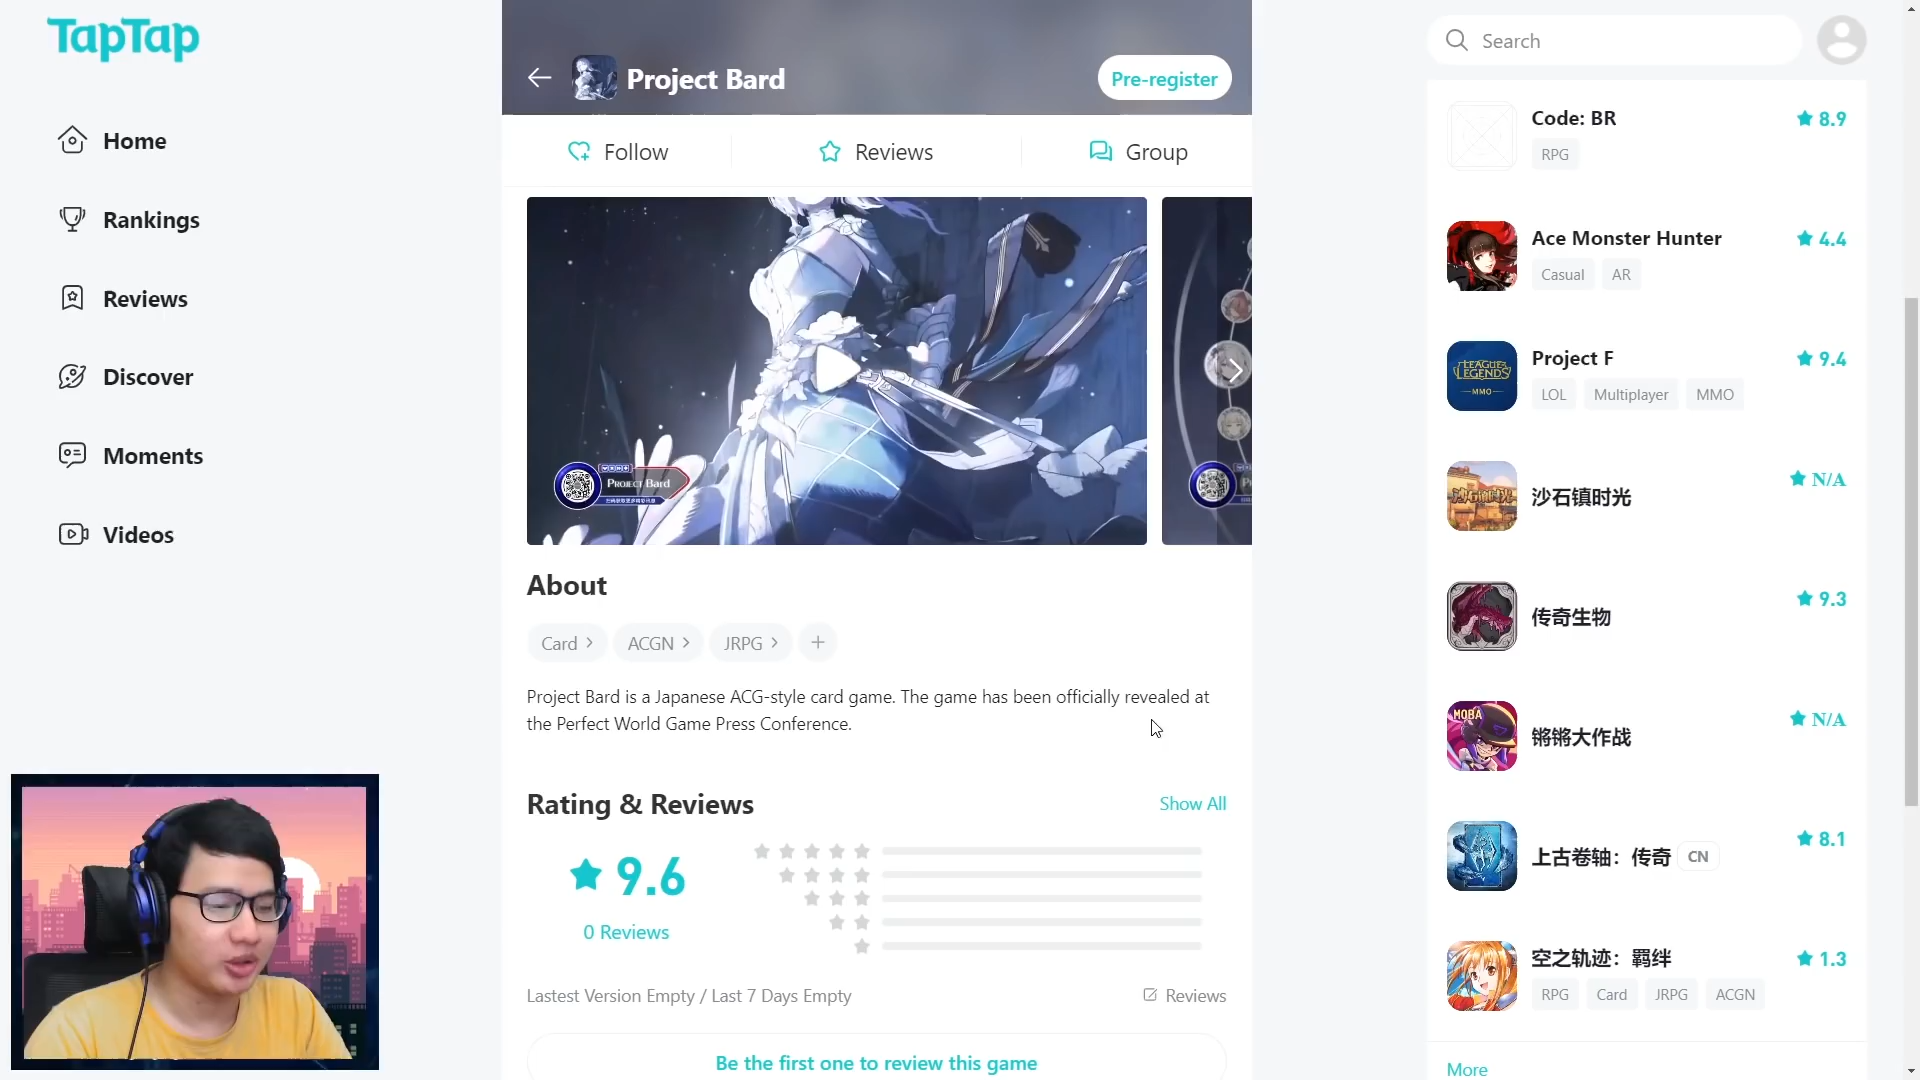 TapTap
Home
Rankings
Reviews
Discover
Moments
Videos
Project Bard
Pre-register
Follow
Reviews
Group
PROJECT BARD
About
Card
ACGN
JRPG
Project Bard is a Japanese ACG-style card game. The game has been officially revealed at
the Perfect World Game Press Conference.
Rating & Reviews
Show All
9.6
0 Reviews
Lastest Version Empty / Last 7 Days Empty
Reviews
Be the first one to review this game
Search
Code: BR
8.9
RPG
Ace Monster Hunter
4.4
Casual
AR
LEAGUE
LEGENDS
MMO
Project F
9.4
LOL
Multiplayer
MMO
沙石镇时光
N/A
传奇生物
9.3
MOBA
锵锵大作战
N/A
上古卷轴：传奇
CN
8.1
空之轨迹：羁绊
1.3
RPG
Card
JRPG
ACGN
More